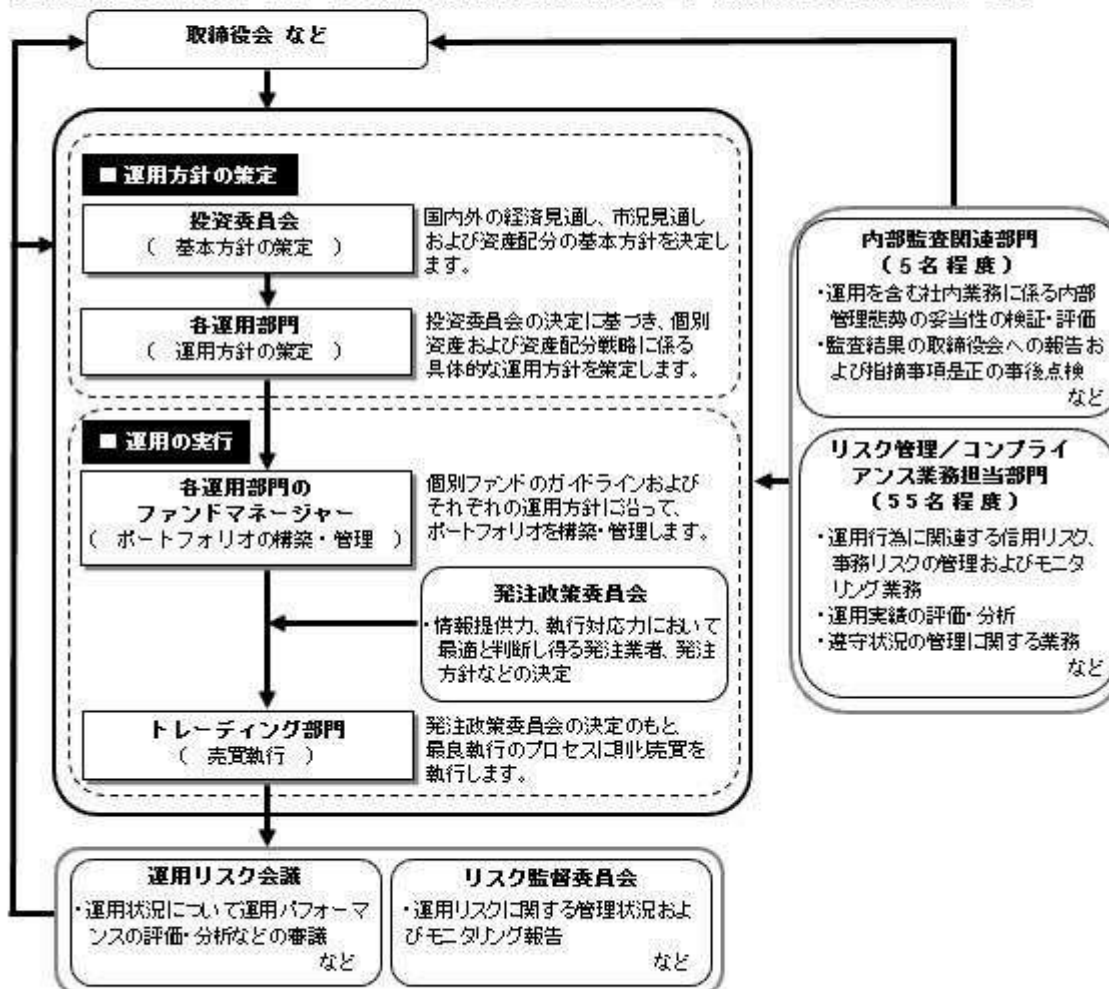 取締役会 など
■ 運用方針の策定
投資委員会
( 基本方針の策定 )
国内外の経済見通し、市況見通し
および資産配分の基本方針を決定し
ます。
各運用部門
( 運用方針の策定 )
投資委員会の決定に基づき、個別
資産および資産配分戦略に係る
具体的な運用方針を策定します。
■ 運用の実行
各運用部門の
ファンドマネージャー
( ポートフォリオの構築・管理 )
個別ファンドのガイドラインおよび
それぞれの運用方針に沿って、
ポートフォリオを構築・管理します。
発注政策委員会
・情報提供力、執行対応力において
最適と判断し得る発注業者、発注
方針などの決定
トレーディング部門
( 売買執行 )
発注政策委員会の決定のもと、
最良執行のプロセスに則り売買を
執行します。
内部監査関連部門
(5名程度)
・運用を含む社内業務に係る内部
管理態勢の妥当性の検証・評価
・監査結果の取締役会への報告お
よび指摘事項是正の事後点検
など
リスク管理/コンプライ
アンス業務担当部門
(55名程度)
・運用行為に関連する信用リスク、
事務リスクの管理およびモニタ
リング業務
・運用実績の評価・分析
・遵守状況の管理に関する業務
など
運用リスク会議
・運用状況について運用パフォーマ
ンスの評価・分析などの審議
など
リスク監督委員会
・運用リスクに関する管理状況およ
びモニタリング報告
など